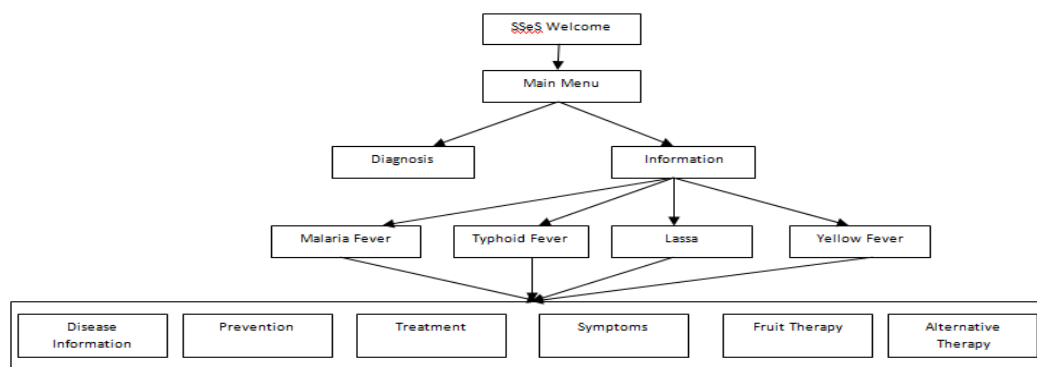 SSeS Welcome
Main Menu
Diagnosis
Information
Malaria Fever
Typhoid Fever
Lassa
Yellow Fever
Disease
Information
Prevention
Treatment
Symptoms
Fruit Therapy
Alternative
Therapy